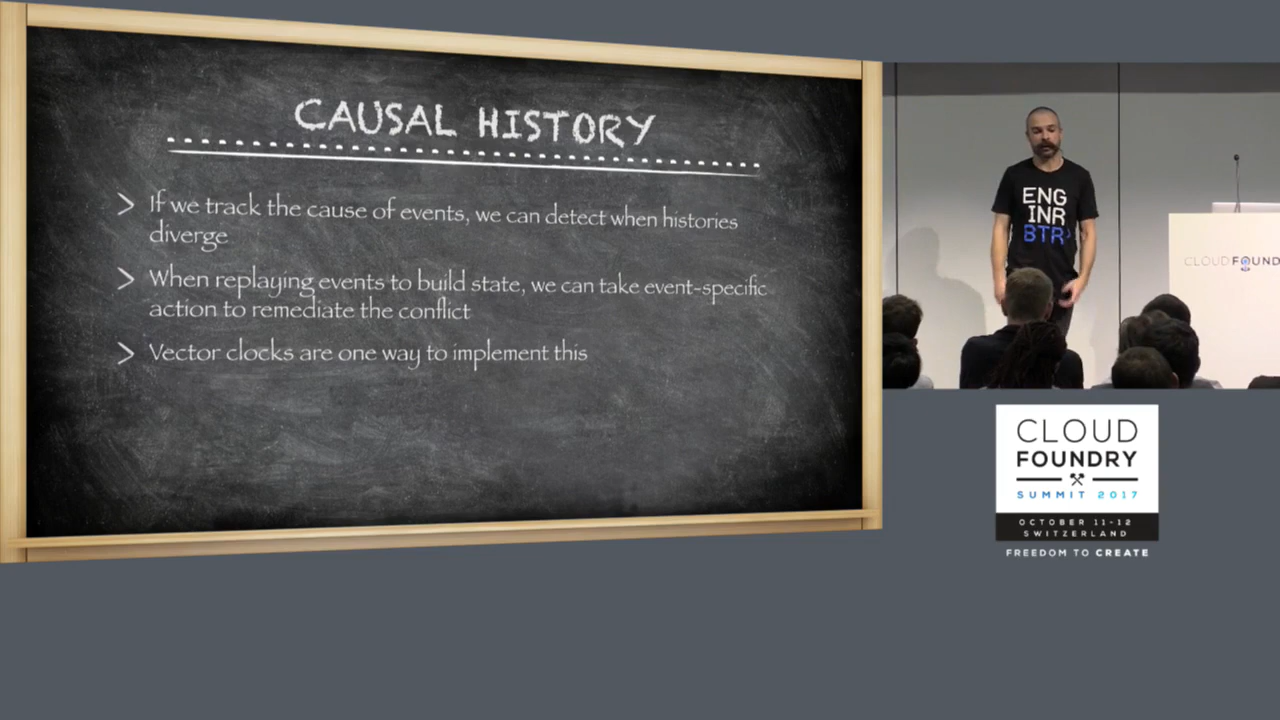 CAUSAL HISTORY
If we track the cause of events, we can detect when histories
diverge
When replaying events to build state, we can take event-specific
action to remediate the conflict
Vector clocks are one way to implement this
ENG
INR
BTR>
CLOUD FOUND
CLOUD
FOUNDRY
SUMMIT 2017
OCTOBER 11-12
SWITZERLAND
FREEDOM TO CREATE